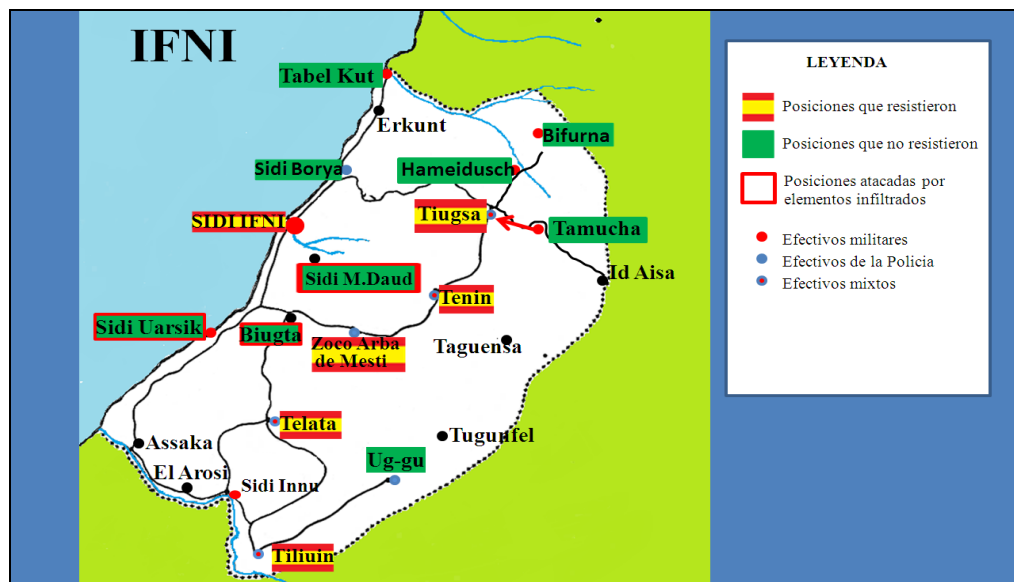 IFNI
Tabel Kut
Erkunt
Bifurna
Sidi Borya
Hameidusch
SIDI IFNI
Tiugsa
Tamucha
Sidi M.Daud
Id Aisa
Tenin
Sidi Uarsik
Biugta
Zoco Arba
de Mesti
Taguensa
Telata
Assaka
Tugunfel
Ug-gu
El Arosi
Sidi Innu
Tiliuin
LEYENDA
Posiciones que resistieron
Posiciones que no resistieron
Posiciones atacadas por
elementos infiltrados
Efectivos militares
Efectivos de la Policia
Efectivos mixtos